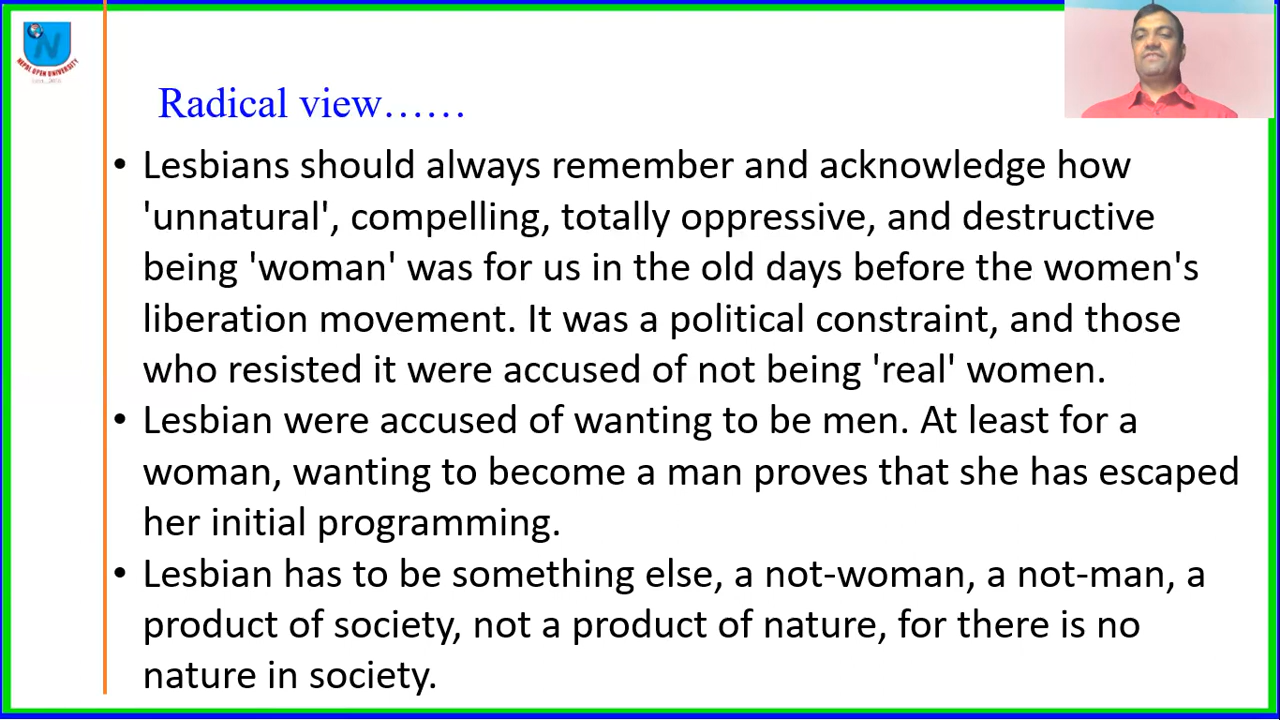 N
NEPAL OPEN UNIVERSITY
Radical view……
• Lesbians should always remember and acknowledge how
'unnatural', compelling, totally oppressive, and destructive
being 'woman' was for us in the old days before the women's
liberation movement. It was a political constraint, and those
who resisted it were accused of not being 'real' women.
• Lesbian were accused of wanting to be men. At least for a
woman, wanting to become a man proves that she has escaped
her initial programming.
• Lesbian has to be something else, a not-woman, a not-man, a
product of society, not a product of nature, for there is no
nature in society.